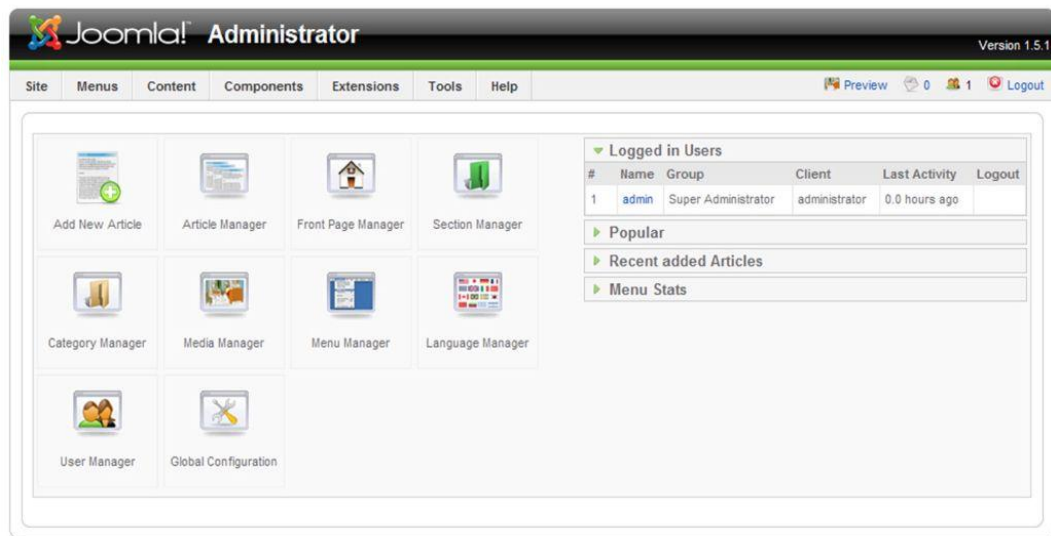 Joomla!™ Administrator
Version 1.5.1
Site Menus Content Components Extensions Tools Help Preview 0 1 Logout
Logged in Users
# Name Group Client Last Activity Logout
1 admin Super Administrator administrator 0.0 hours ago
Popular
Recent added Articles
Menu Stats
Add New Article Article Manager Front Page Manager Section Manager
Category Manager Media Manager Menu Manager Language Manager
User Manager Global Configuration